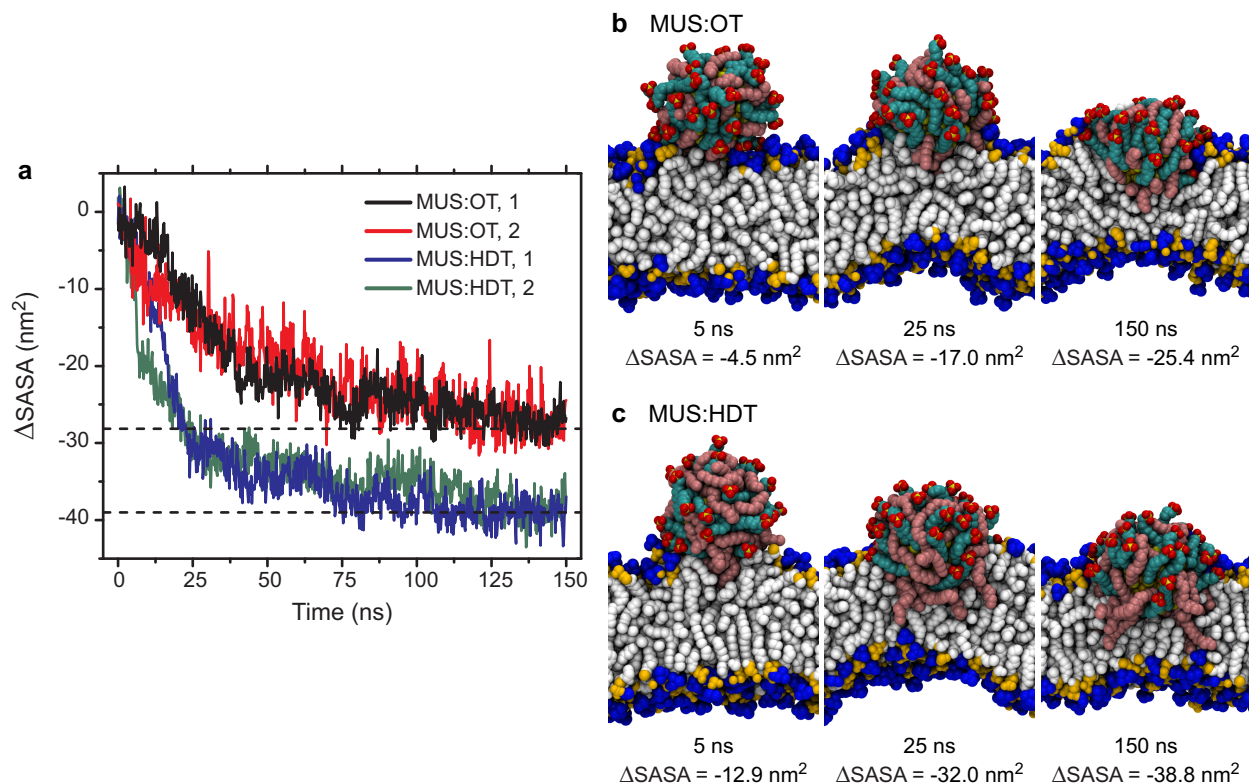 a
ΔSASA (nm²)
0
-10
-20
-30
-40
MUS:OT, 1
MUS:OT, 2
MUS:HDT, 1
MUS:HDT, 2
0 25 50 75 100 125 150
Time (ns)
b MUS:OT
5 ns 25 ns 150 ns
ΔSASA = -4.5 nm² ΔSASA = -17.0 nm² ΔSASA = -25.4 nm²
c MUS:HDT
5 ns 25 ns 150 ns
ΔSASA = -12.9 nm² ΔSASA = -32.0 nm² ΔSASA = -38.8 nm²